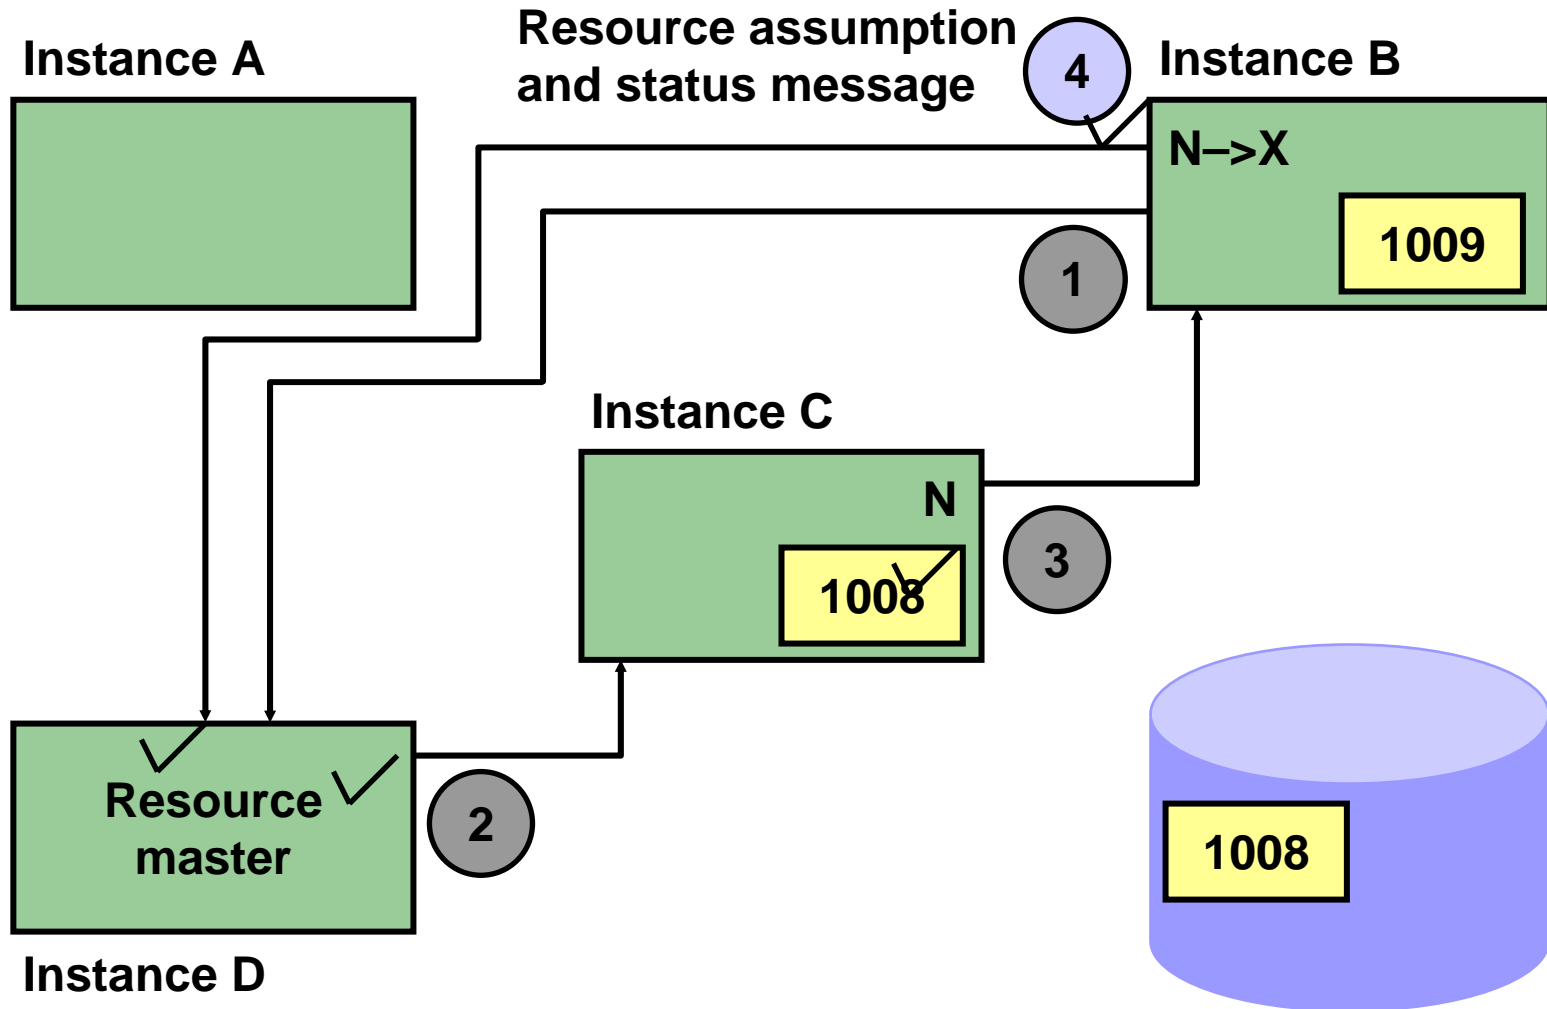 Resource assumption
and status message
Instance A
4
Instance B
N–>X
1009
1
Instance C
N
1008
3
Resource
master
2
1008
Instance D